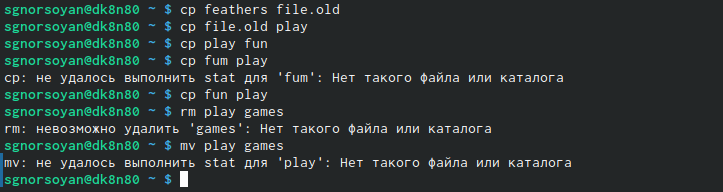 sgnorsoyan@dk8n80 ~ $ cp feathers file.old
sgnorsoyan@dk8n80 ~ $ cp file.old play
sgnorsoyan@dk8n80 ~ $ cp play fun
sgnorsoyan@dk8n80 ~ $ cp fum play
cp: не удалось выполнить stat для 'fum': Нет такого файла или каталога
sgnorsoyan@dk8n80 ~ $ cp fun play
sgnorsoyan@dk8n80 ~ $ rm play games
rm: невозможно удалить 'games': Нет такого файла или каталога
sgnorsoyan@dk8n80 ~ $ mv play games
mv: не удалось выполнить stat для 'play': Нет такого файла или каталога
sgnorsoyan@dk8n80 ~ $